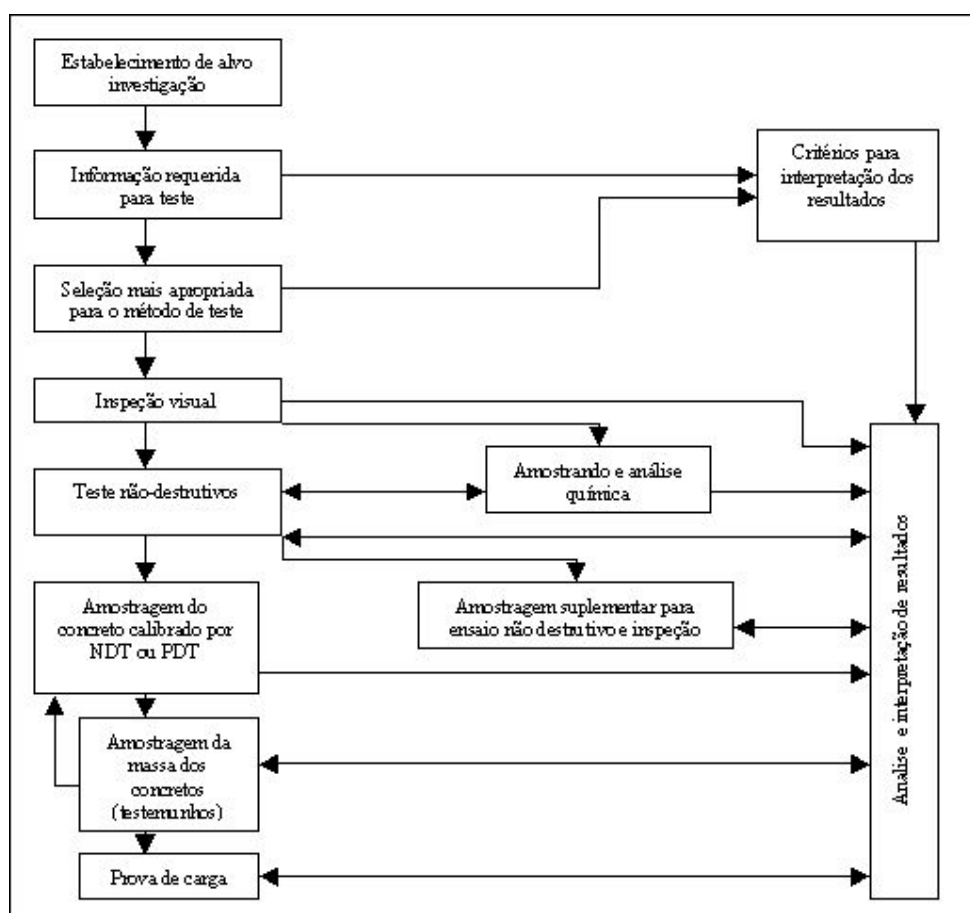 Estabelecimento de alvo
investigação
Informação requerida
para teste
Critérios para
interpretação dos
resultados
Seleção mais apropriada
para o método de teste
Inspeção visual
Amostrando e análise
química
Teste não-destrutivos
Amostragem do
concreto calibrado por
NDT ou PDT
Amostragem suplementar para
ensaio não destrutivo e inspeção
Amostragem da
massa dos
concretos
(testemunhos)
Prova de carga
Analise e interpretação de resultados